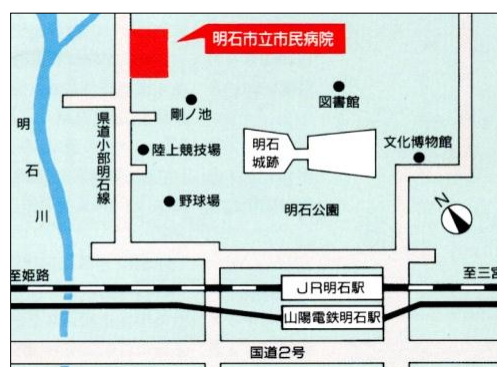 明石市立市民病院
図書館
剛ノ池
明石川
県道小部明石線
陸上競技場
明石
城跡
文化博物館
野球場
明石公園
N
至姫路
至三宮
JR明石駅
山陽電鉄明石駅
国道2号